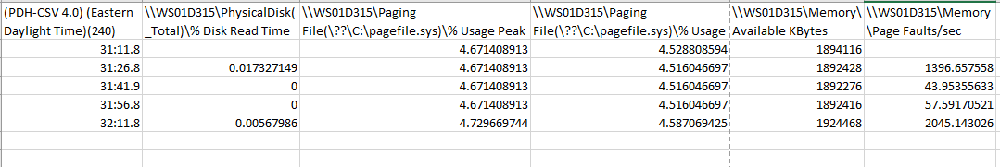 (PDH-CSV 4.0) (Eastern Daylight Time)(240) \\WS01D315\PhysicalDisk(_Total)\% Disk Read Time \\WS01D315\Paging File(\??\C:\pagefile.sys)\% Usage Peak \\WS01D315\Paging File(\??\C:\pagefile.sys)\% Usage \\WS01D315\Memory\Available KBytes \\WS01D315\Memory\Page Faults/sec
31:11.8 4.671408913 4.528808594 1894116
31:26.8 0.017327149 4.671408913 4.516046697 1892428 1396.657558
31:41.9 0 4.671408913 4.516046697 1892276 43.95355633
31:56.8 0 4.671408913 4.516046697 1892416 57.59170521
32:11.8 0.00567986 4.729669744 4.587069425 1924468 2045.143026